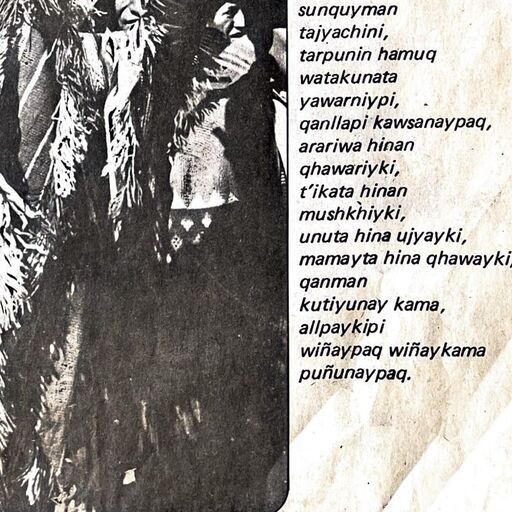 sunquyman
tajyachini,
tarpunin hamuq
watakunata
yawarniypi,
qanllapi kawsanaypaq,
arariwa hinan
qhawariyki,
t'ikata hinan
mushkhiyki,
unuta hina ujyayki,
mamayta hina qhawayki,
qanman
kutiyunay kama,
allpaykipi
wiñaypaq wiñaykama
puñunaypaq.